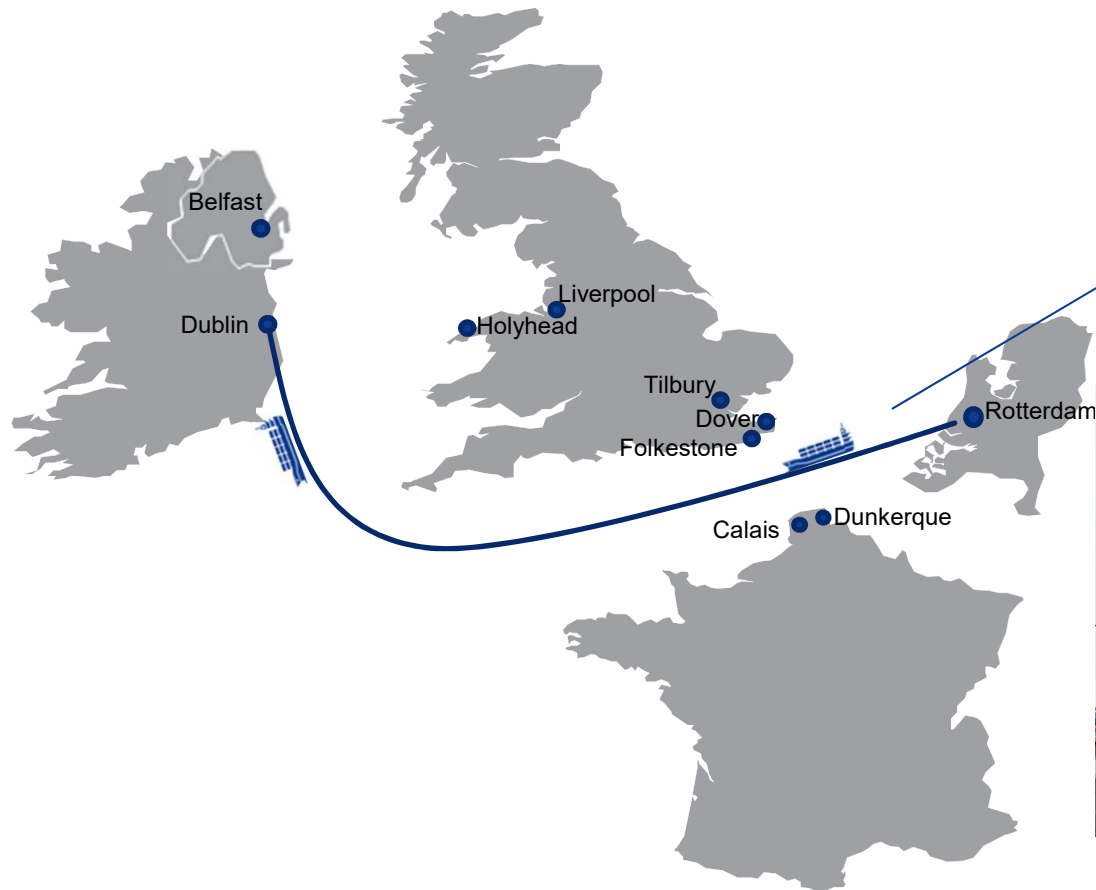 Belfast
Liverpool
Dublin
Holyhead
Tilbury
Dover
Rotterdam
Folkestone
Calais
Dunkerque